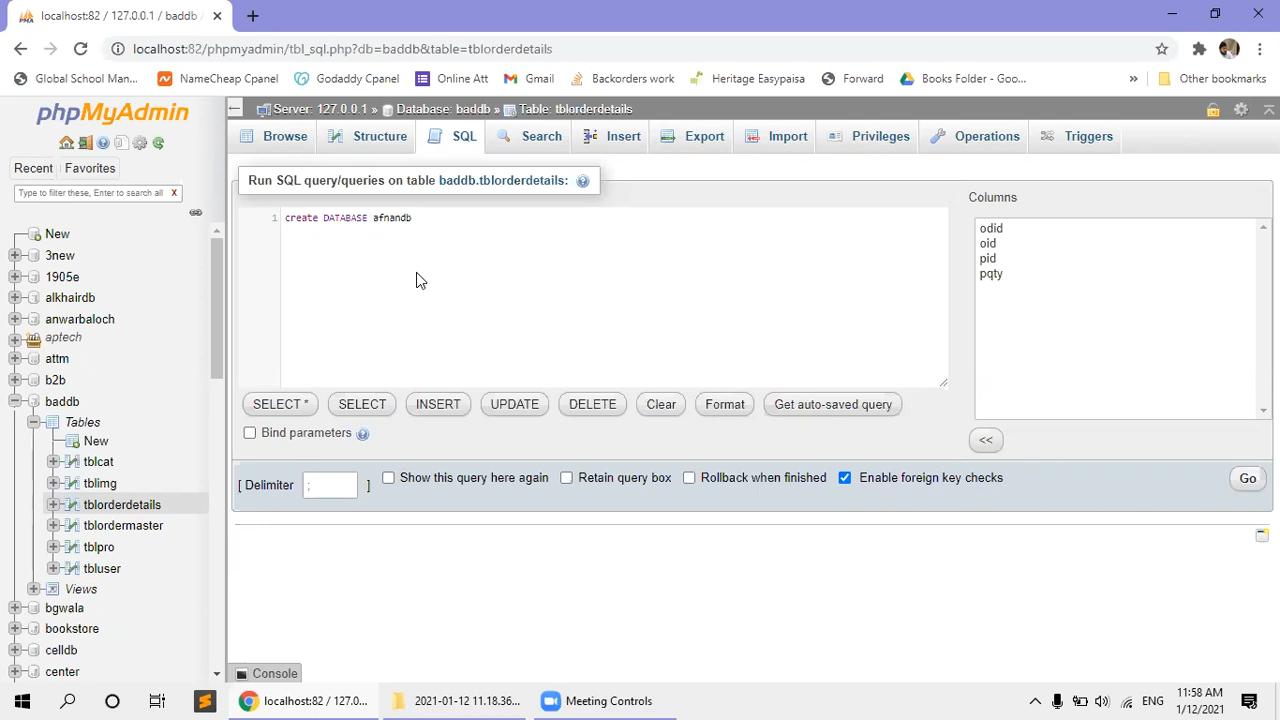 localhost:82 / 127.0.0.1 / baddb
localhost:82/phpmyadmin/tbl_sql.php?db=baddb&table=tblorderdetails
Global School Man... NameCheap Cpanel Godaddy Cpanel Online Att Gmail Backorders work Heritage Easypaisa Forward Books Folder - Goo... » Other bookmarks
phpMyAdmin
Recent Favorites
Type to filter these, Enter to search all X
New
3new
1905e
alkhairdb
anwarbaloch
aptech
attm
b2b
baddb
Tables
New
tblcat
tblimg
tblorderdetails
tblordermaster
tblpro
tbluser
Views
bgwala
bookstore
celldb
center
Server: 127.0.0.1 » Database: baddb » Table: tblorderdetails
Browse Structure SQL Search Insert Export Import Privileges Operations Triggers
Run SQL query/queries on table baddb.tblorderdetails:
1 create DATABASE afnandb
Columns
odid
oid
pid
pqty
<<
SELECT * SELECT INSERT UPDATE DELETE Clear Format Get auto-saved query
Bind parameters
[ Delimiter ; ] Show this query here again Retain query box Rollback when finished Enable foreign key checks Go
Console
localhost:82 / 127.0... 2021-01-12 11.18.36... Meeting Controls ENG 11:58 AM
1/12/2021